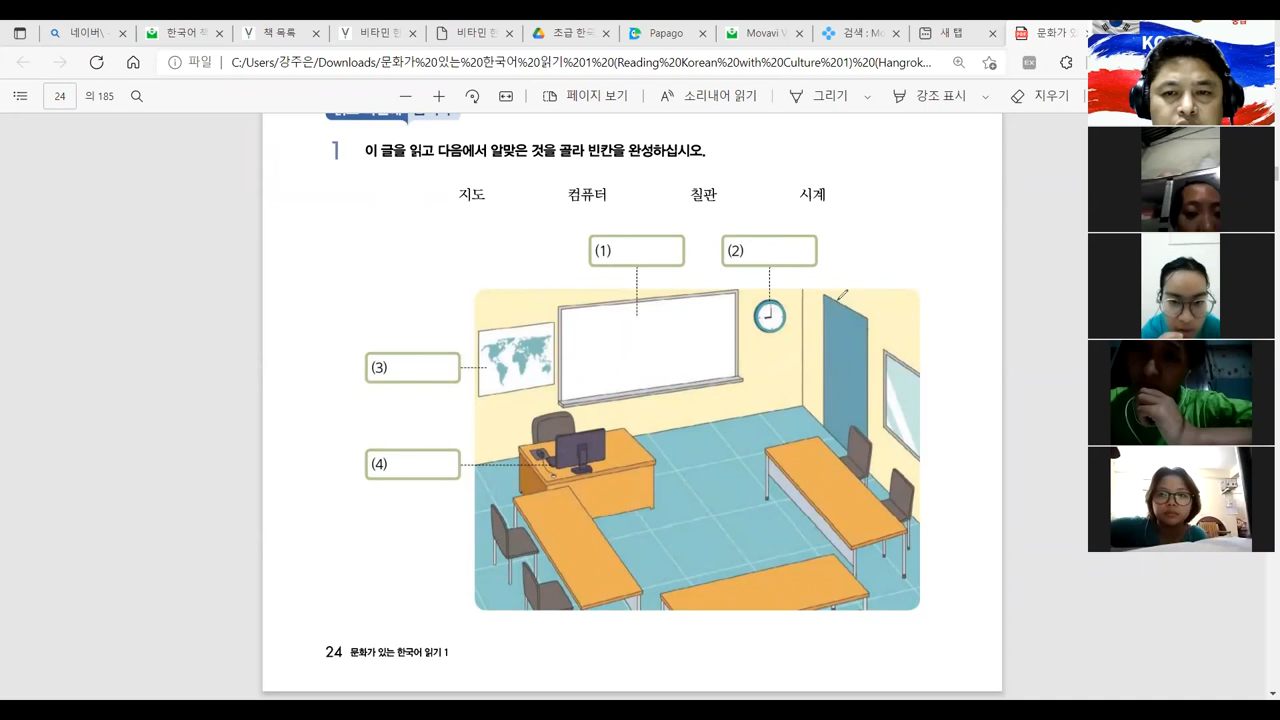 네이버\ -
한국어 책
책 목록
비타민 한
비타민 한
초급 한국
Papago
Movavi V
검색 : Mo
새 탭
문화가 있
파일
C:/Users/강주은/Downloads/문화가%20있는%20한국어%20읽기%201%20(Reading%20Korean%20with%20Culture%201)%20(Hangrok...
24 의 185
페이지 보기
소리내어 읽기
그리기
강조 표시
지우기
1 이 글을 읽고 다음에서 알맞은 것을 골라 빈칸을 완성하십시오.
지도 컴퓨터 칠판 시계
(1) (2)
(3)
(4)
24 문화가 있는 한국어 읽기 1